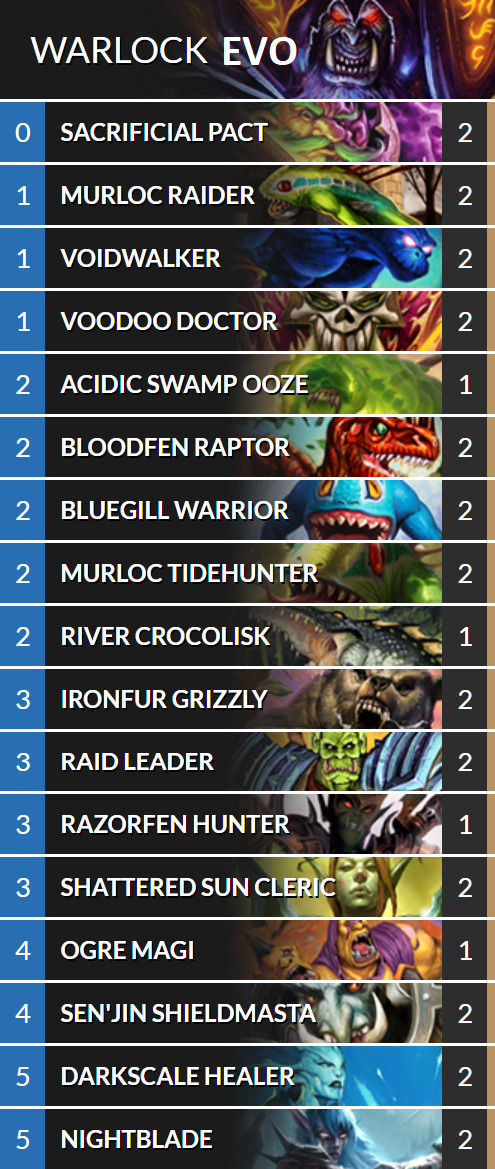 WARLOCK EVO
0 SACRIFICIAL PACT 2
1 MURLOC RAIDER 2
1 VOIDWALKER 2
1 VOODOO DOCTOR 2
2 ACIDIC SWAMP OOZE 1
2 BLOODFEN RAPTOR 2
2 BLUEGILL WARRIOR 2
2 MURLOC TIDEHUNTER 2
2 RIVER CROCOLISK 1
3 IRONFUR GRIZZLY 2
3 RAID LEADER 2
3 RAZORFEN HUNTER 1
3 SHATTERED SUN CLERIC 2
4 OGRE MAGI 1
4 SEN'JIN SHIELDMASTA 2
5 DARKSCALE HEALER 2
5 NIGHTBLADE 2